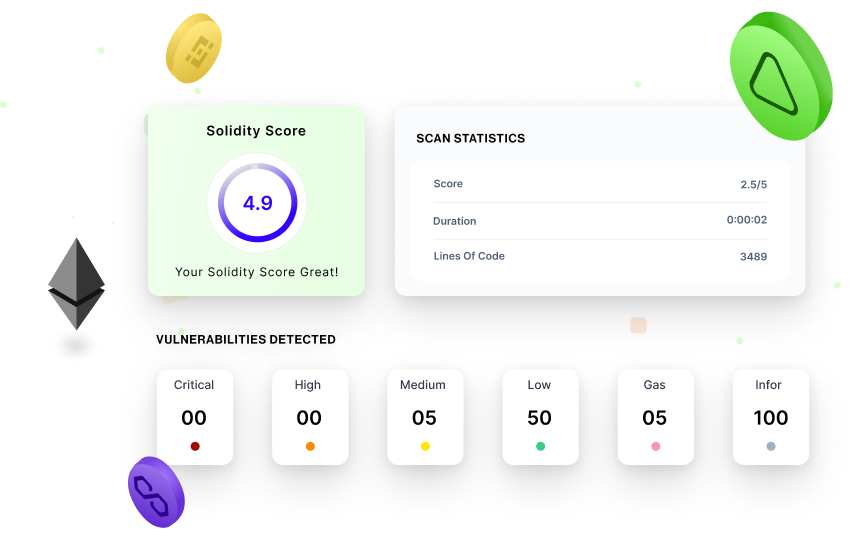 Solidity Score
4.9
Your Solidity Score Great!
SCAN STATISTICS
Score 2.5/5
Duration 0:00:02
Lines Of Code 3489
VULNERABILITIES DETECTED
Critical High Medium Low Gas Infor
00 00 05 50 05 100